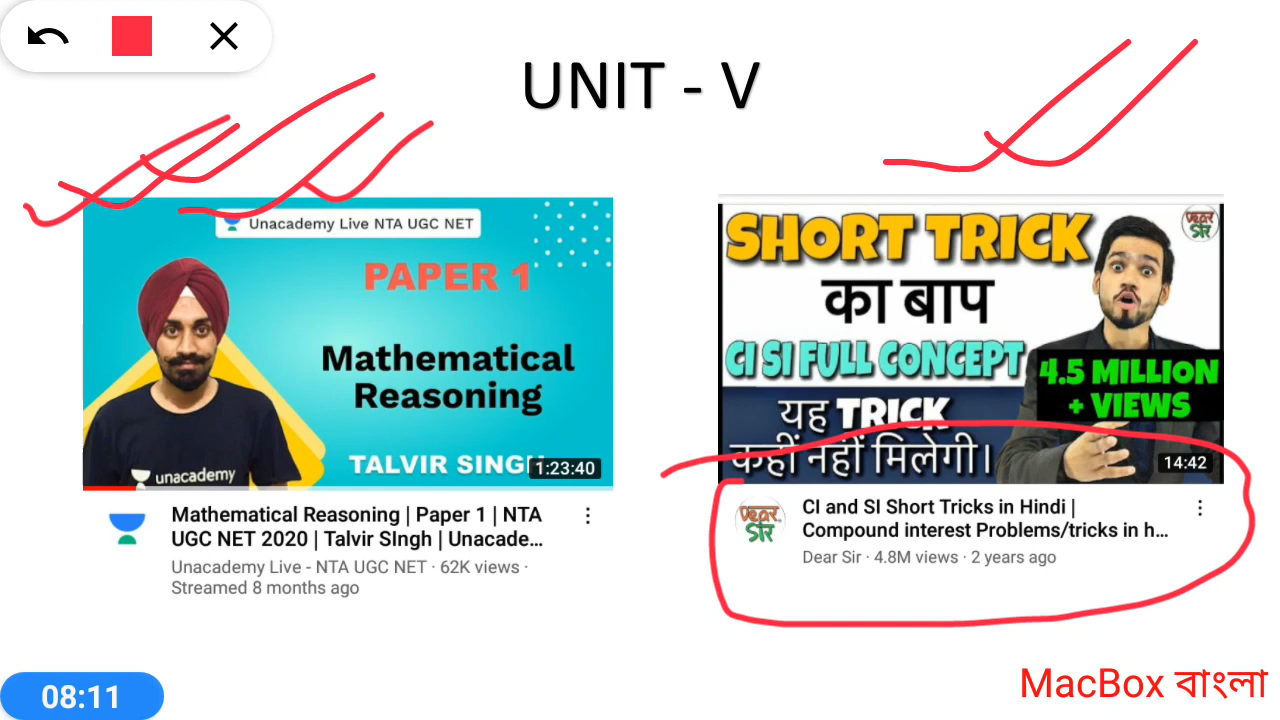 UNIT - V
Unacademy Live NTA UGC NET
PAPER 1
Mathematical
Reasoning
TALVIR SINGH
1:23:40
unacademy
Mathematical Reasoning | Paper 1 | NTA
UGC NET 2020 | Talvir SIngh | Unacade...
Unacademy Live - NTA UGC NET · 62K views ·
Streamed 8 months ago
Dear Sir
SHORT TRICK
का बाप
CI SI FULL CONCEPT
4.5 MILLION
+ VIEWS
यह TRICK
कहीं नहीं मिलेगी।
14:42
Dear Sir
CI and SI Short Tricks in Hindi |
Compound interest Problems/tricks in h...
Dear Sir · 4.8M views · 2 years ago
08:11
MacBox বাংলা